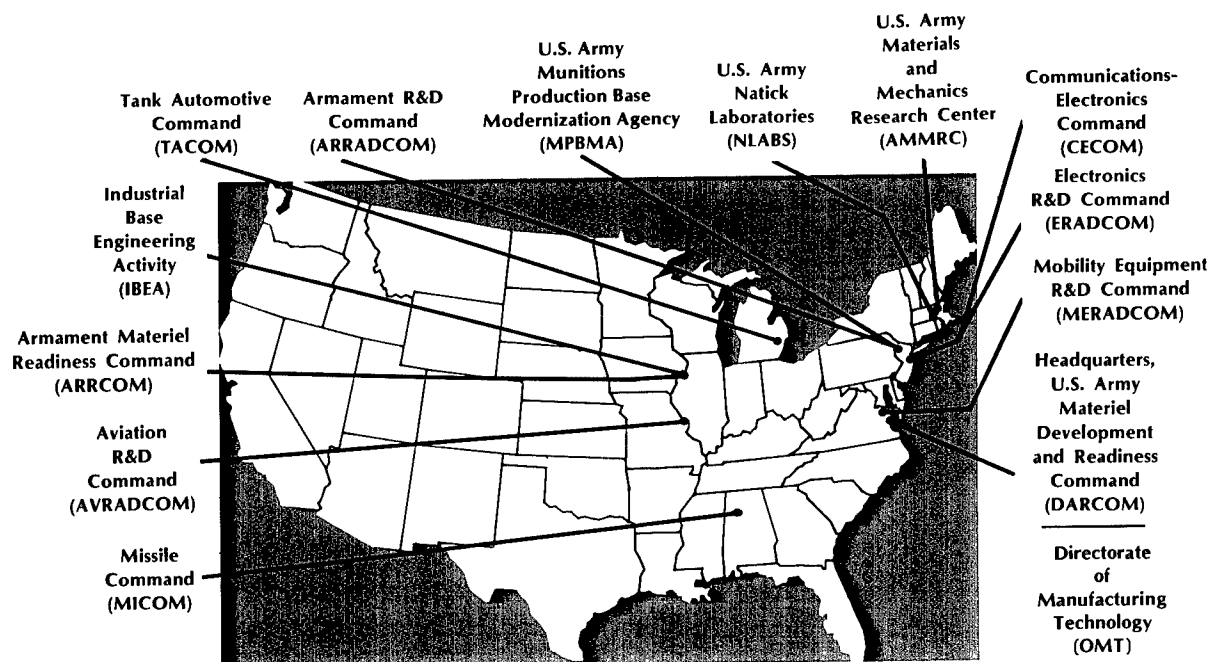 Tank Automotive
Command
(TACOM)
Armament R&D
Command
(ARRADCOM)
U.S. Army
Munitions
Production Base
Modernization Agency
(MPBMA)
U.S. Army
Natick
Laboratories
(NLABS)
U.S. Army
Materials
and
Mechanics
Research Center
(AMMRC)
Communications-
Electronics
Command
(CECOM)
Electronics
R&D Command
(ERADCOM)
Mobility Equipment
R&D Command
(MERADCOM)
Headquarters,
U.S. Army
Materiel
Development
and Readiness
Command
(DARCOM)
Directorate
of
Manufacturing
Technology
(OMT)
Industrial
Base
Engineering
Activity
(IBEA)
Armament Materiel
Readiness Command
(ARRCOM)
Aviation
R&D
Command
(AVRADCOM)
Missile
Command
(MICOM)